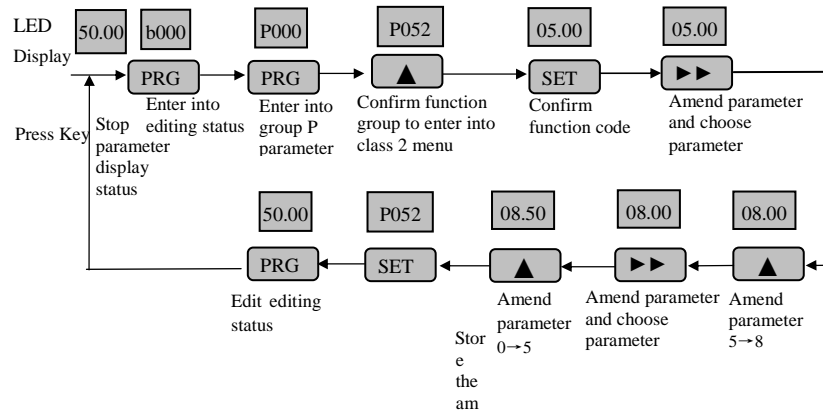 LED
Display
50.00 b000 P000 P052 05.00 05.00
PRG PRG ▲ SET ►►
Press Key
Stop
parameter
display
status
Enter into
editing status
Enter into
group P
parameter
Confirm function
group to enter into
class 2 menu
Confirm
function code
Amend parameter
and choose
parameter
50.00 P052 08.50 08.00 08.00
PRG SET ▲ ►► ▲
Edit editing
status
Stor
e
the
am
Amend
parameter
0→5
Amend parameter
and choose
parameter
Amend
parameter
5→8